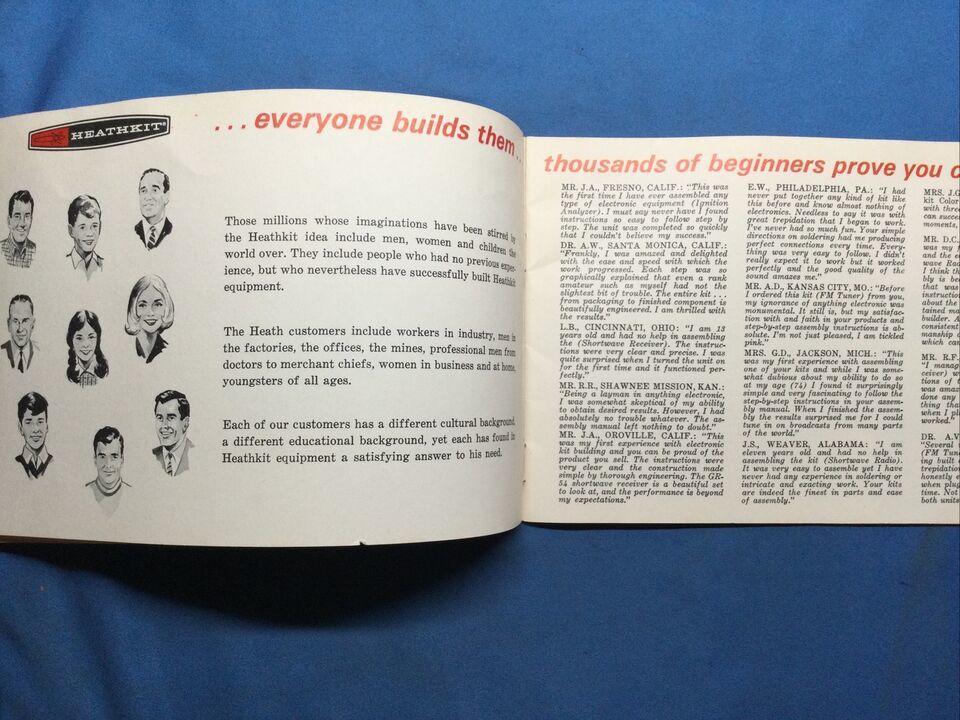 HEATHKIT®
...everyone builds them...
Those millions whose imaginations have been stirred by
the Heathkit idea include men, women and children the
world over. They include people who had no previous exper-
ience, but who nevertheless have successfully built Heathkit
equipment.
The Heath customers include workers in industry, men in
the factories, the offices, the mines, professional men from
doctors to merchant chiefs, women in business and at home,
youngsters of all ages.
Each of our customers has a different cultural background,
a different educational background, yet each has found in
Heathkit equipment a satisfying answer to his need.
thousands of beginners prove you c
MR. J.A., FRESNO, CALIF.: "This was
the first time I have ever assembled any
type of electronic equipment (Ignition
Analyzer). I must say never have I found
instructions so easy to follow step by
step. The unit was completed so quickly
that I couldn't believe my success."
DR. A.W., SANTA MONICA, CALIF.:
"Frankly, I was amazed and delighted
with the ease and speed with which the
work progressed. Each step was so
graphically explained that even a rank
amateur such as myself had not the
slightest bit of trouble. The entire kit . . .
from packaging to finished component is
beautifully engineered. I am thrilled with
the results."
L.B., CINCINNATI, OHIO: "I am 13
years old and had no help in assembling
the (Shortwave Receiver). The instruc-
tions were very clear and precise. I was
quite surprised when I turned the unit on
for the first time and it functioned per-
fectly."
MR. R.R., SHAWNEE MISSION, KAN.:
"Being a layman in anything electronic,
I was somewhat skeptical of my ability
to obtain desired results. However, I had
absolutely no trouble whatever. The as-
sembly manual left nothing to doubt."
MR. J.A., OROVILLE, CALIF.: "This
was my first experience with electronic
kit building and you can be proud of the
product you sell. The instructions were
very clear and the construction made
simple by thorough engineering. The GR-
54 shortwave receiver is a beautiful set
to look at, and the performance is beyond
my expectations."
E.W., PHILADELPHIA, PA.: "I had
never put together any kind of kit like
this before and know almost nothing of
electronics. Needless to say it was with
great trepidation that I began to work.
I've never had so much fun. Your simple
directions on soldering had me producing
perfect connections every time. Every-
thing was very easy to follow. I didn't
really expect it to work but it worked
perfectly and the good quality of the
sound amazes me."
MR. A.D., KANSAS CITY, MO.: "Before
I ordered this kit (FM Tuner) from you,
my ignorance of anything electronic was
monumental. It still is, but my satisfac-
tion with and faith in your products and
step-by-step assembly instructions is ab-
solute. I'm not just pleased, I am tickled
pink."
MRS. G.D., JACKSON, MICH.: "This
was my first experience with assembling
one of your kits and while I was some-
what dubious about my ability to do so
at my age (74) I found it surprisingly
simple and very fascinating to follow the
step-by-step instructions in your assem-
bly manual. When I finished the assem-
bly the results surprised me for I could
tune in on broadcasts from many parts
of the world."
J.S., WEAVER, ALABAMA: "I am
eleven years old and had no help in
assembling the kit (Shortwave Radio).
It was very easy to assemble yet I have
never had any experience in soldering or
intricate and exacting work. Your kits
are indeed the finest in parts and ease
of assembly."
MRS. J.G
kit Color
with three
can succe
moments,
MR. D.C.
was my f
and the e
wave Radi
I think th
bly is bec
that was
instructio
about the
tained mod
builder. A
consistent
manship d
which can
MR. R.F.
"I manag
ceiver) w
tions of t
was amaz
done any
thing tha
when I pl
worked."
DR. A.V
"Several
(FM Tun
ing built
trepidation
honestly e
when plug
time. Not
both units